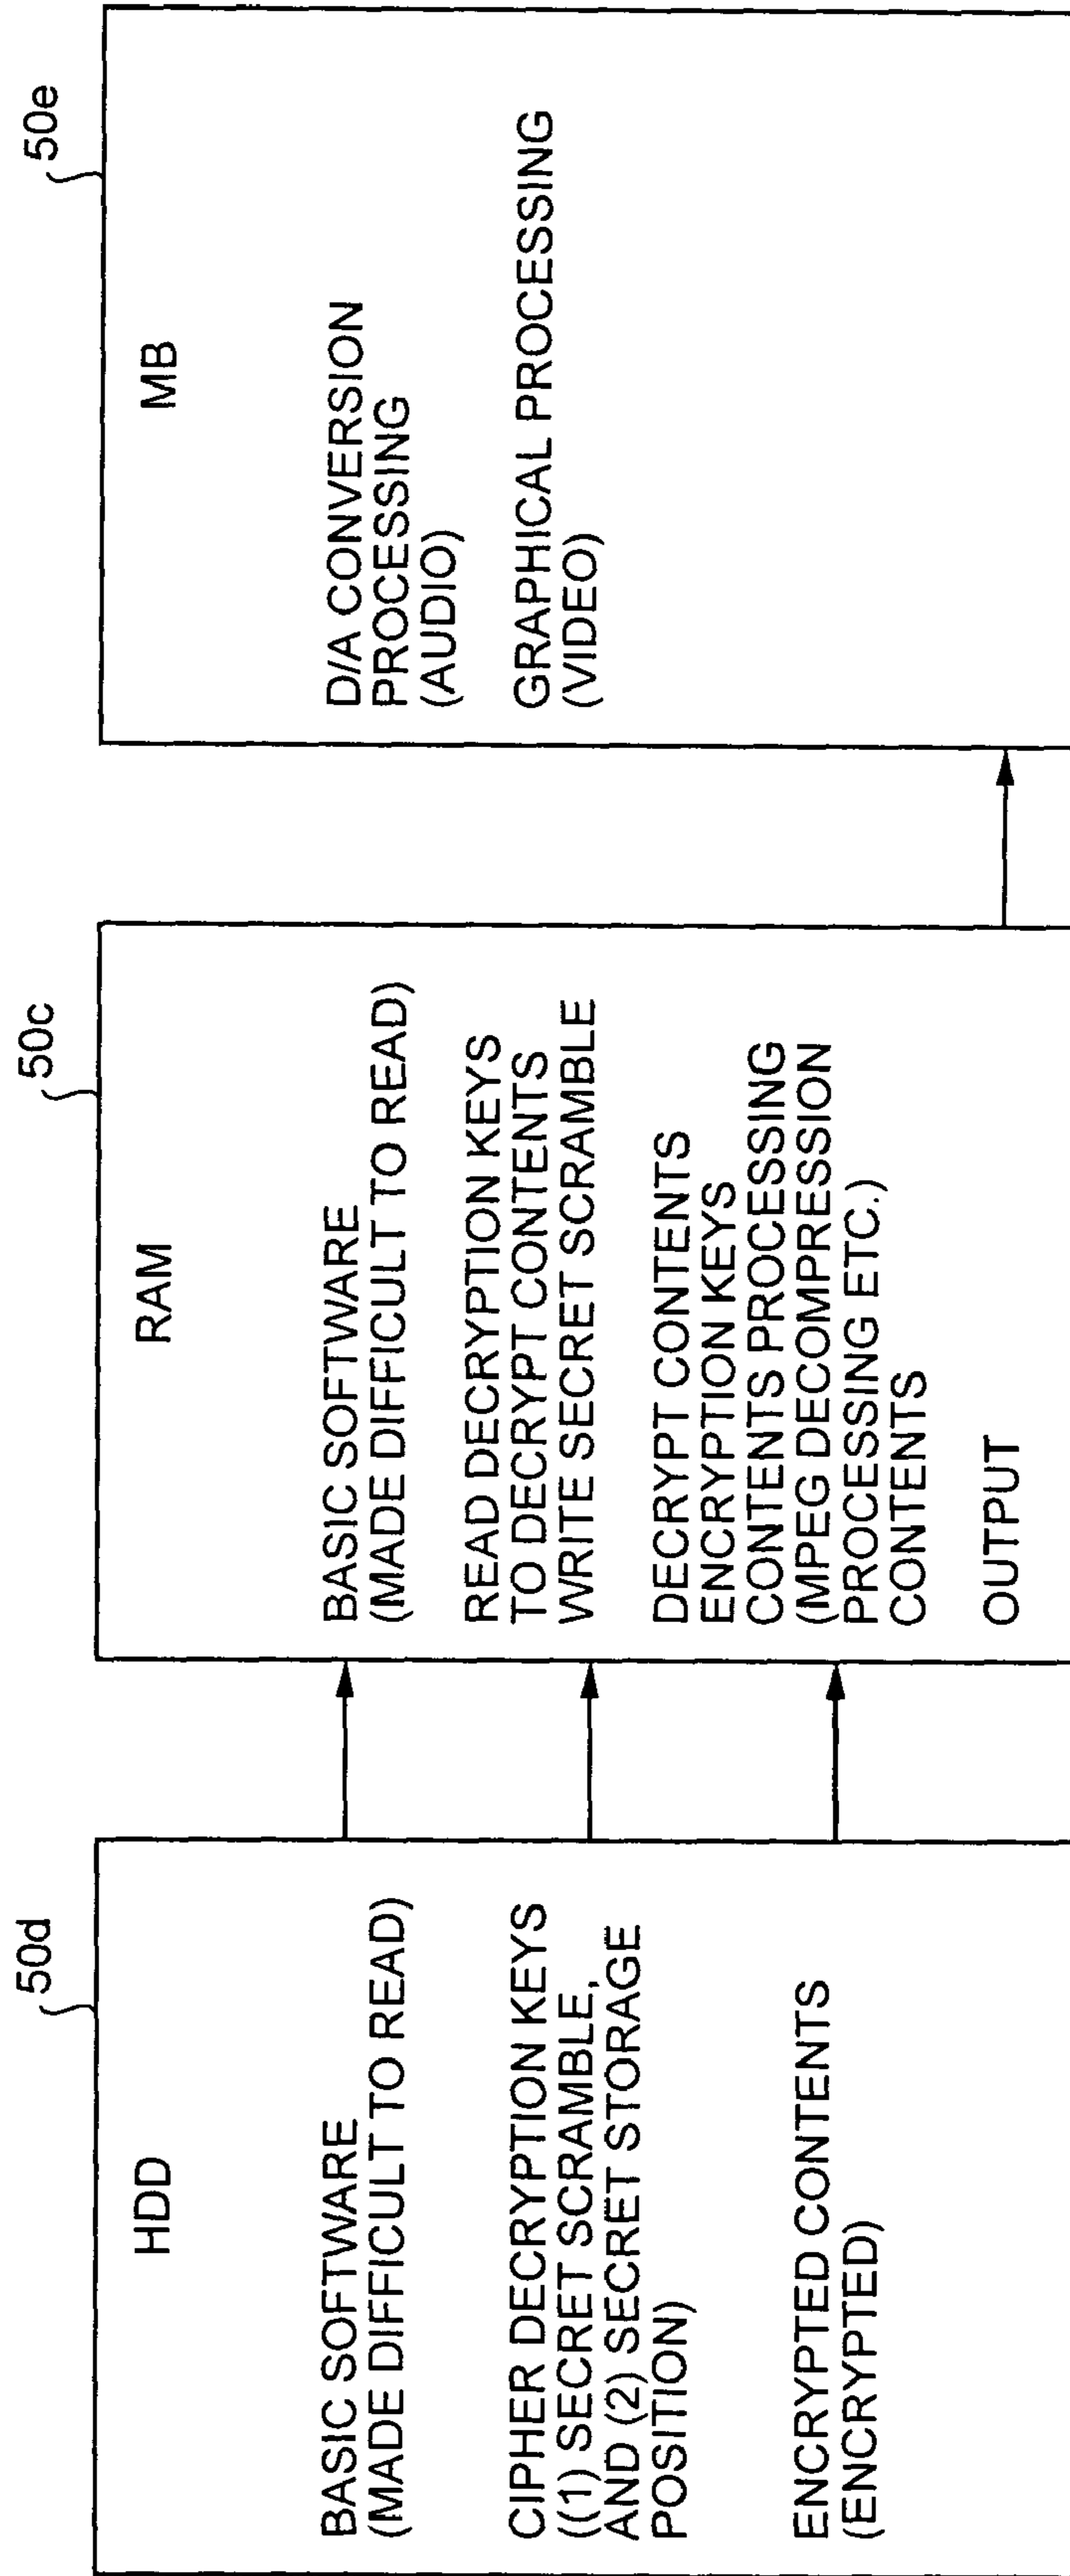 50d
HDD
BASIC SOFTWARE
(MADE DIFFICULT TO READ)
CIPHER DECRYPTION KEYS
((1) SECRET SCRAMBLE,
AND (2) SECRET STORAGE
POSITION)
ENCRYPTED CONTENTS
(ENCRYPTED)
50c
RAM
BASIC SOFTWARE
(MADE DIFFICULT TO READ)
READ DECRYPTION KEYS
TO DECRYPT CONTENTS
WRITE SECRET SCRAMBLE
DECRYPT CONTENTS
ENCRYPTION KEYS
CONTENTS PROCESSING
(MPEG DECOMPRESSION
PROCESSING ETC.)
CONTENTS
OUTPUT
50e
MB
D/A CONVERSION
PROCESSING
(AUDIO)
GRAPHICAL PROCESSING
(VIDEO)